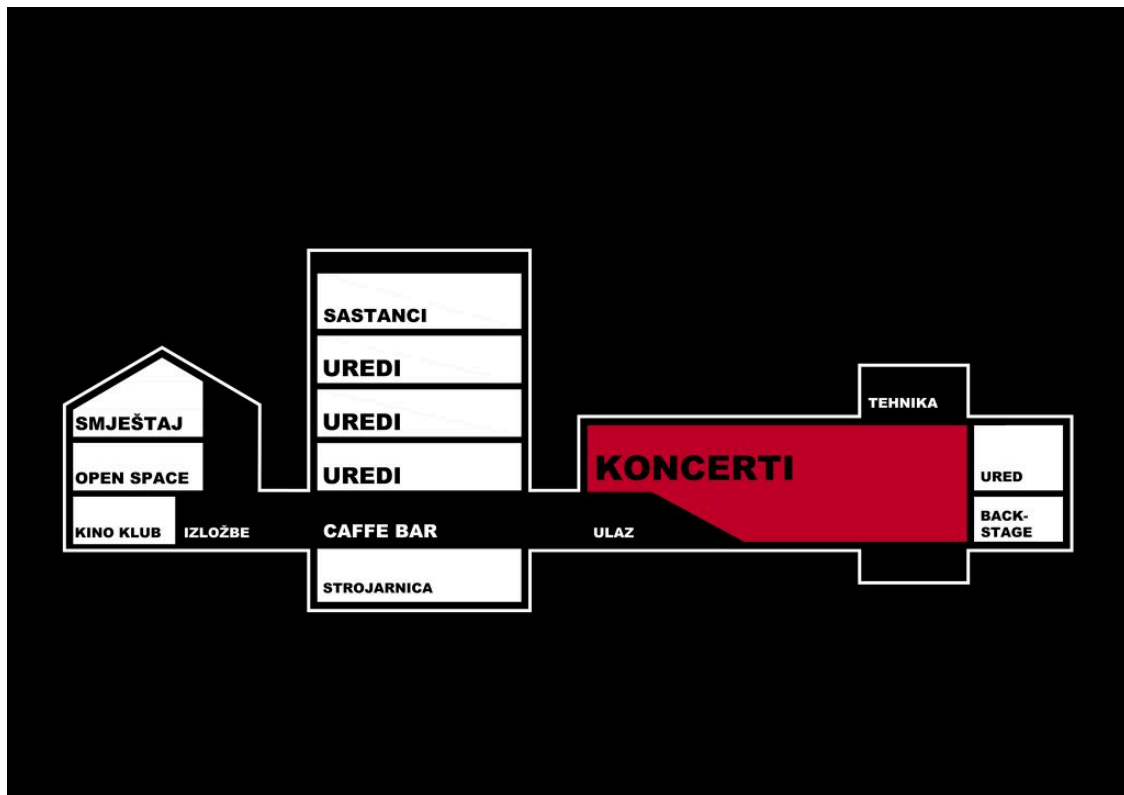 SASTANCI
UREDI
UREDI
UREDI
CAFFE BAR
STROJARNICA
SMJEŠTAJ
OPEN SPACE
KINO KLUB
IZLOŽBE
TEHNIKA
KONCERTI
ULAZ
URED
BACK-
STAGE